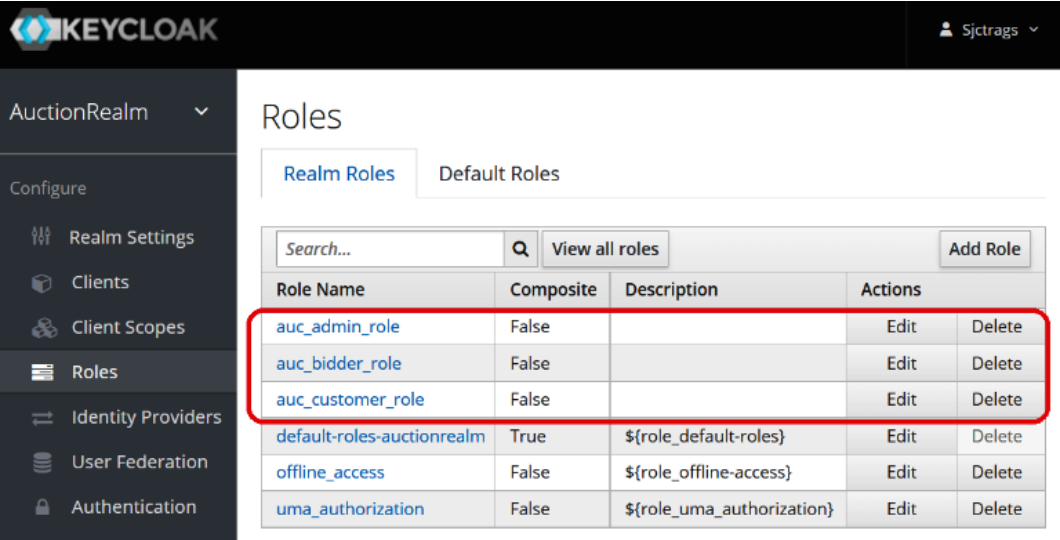 KEYCLOAK
Sjctrags
AuctionRealm
Configure
Realm Settings
Clients
Client Scopes
Roles
Identity Providers
User Federation
Authentication
Roles
Realm Roles Default Roles
Search... View all roles Add Role
Role Name Composite Description Actions
auc_admin_role False Edit Delete
auc_bidder_role False Edit Delete
auc_customer_role False Edit Delete
default-roles-auctionrealm True ${role_default-roles} Edit Delete
offline_access False ${role_offline-access} Edit Delete
uma_authorization False ${role_uma_authorization} Edit Delete